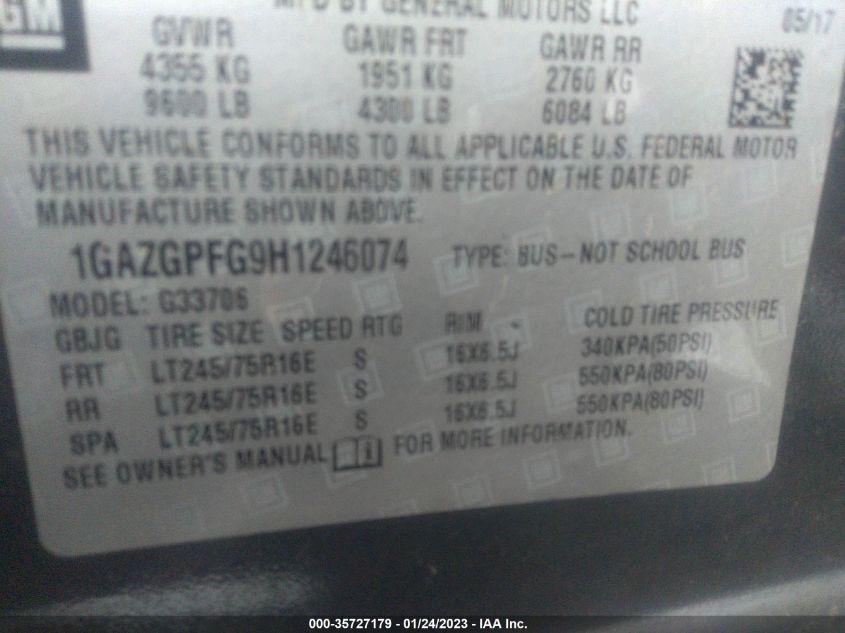 GM
MFD BY GENERAL MOTORS LLC 05/17
GVWR GAWR FRT GAWR RR
4355 KG 1951 KG 2760 KG
9600 LB 4300 LB 6084 LB
THIS VEHICLE CONFORMS TO ALL APPLICABLE U.S. FEDERAL MOTOR
VEHICLE SAFETY STANDARDS IN EFFECT ON THE DATE OF
MANUFACTURE SHOWN ABOVE.
1GAZGPFG9H1246074 TYPE: BUS-NOT SCHOOL BUS
MODEL: G33706
GBJG TIRE SIZE SPEED RTG RIM COLD TIRE PRESSURE
FRT LT245/75R16E S 16X6.5J 340KPA(50PSI)
RR LT245/75R16E S 16X6.5J 550KPA(80PSI)
SPA LT245/75R16E S 16X6.5J 550KPA(80PSI)
SEE OWNER'S MANUAL FOR MORE INFORMATION.
000-35727179 - 01/24/2023 - IAA Inc.